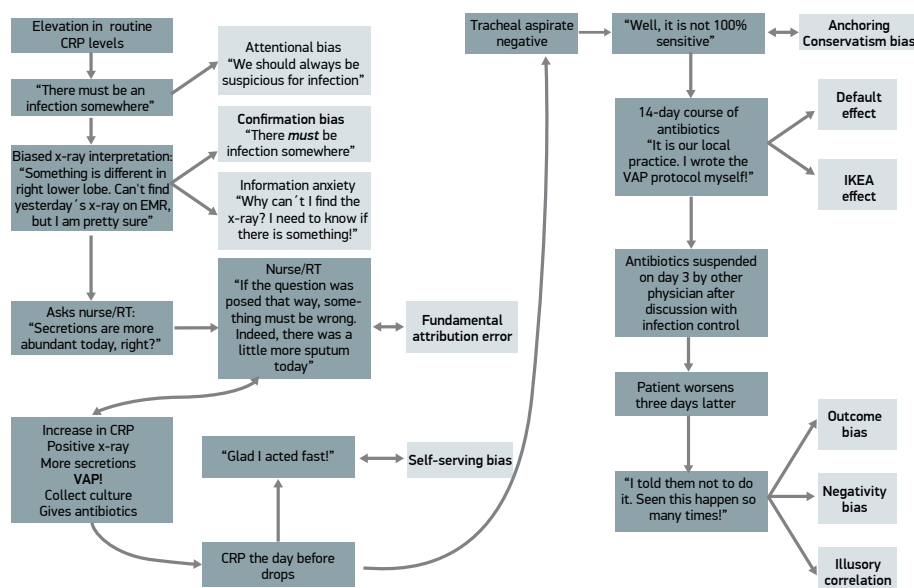 Elevation in routine
CRP levels
Attentional bias
“We should always be
suspicious for infection”
“There must be an
infection somewhere”
Confirmation bias
“There must be
infection somewhere”
Biased x-ray interpretation:
“Something is different in
right lower lobe. Can't find
yesterday´s x-ray on EMR,
but I am pretty sure”
Information anxiety
“Why can´t I find the
x-ray? I need to know if
there is something!”
Asks nurse/RT:
“Secretions are more
abundant today, right?”
Nurse/RT
“If the question was
posed that way, some-
thing must be wrong.
Indeed, there was a
little more sputum
today”
Fundamental
attribution error
Increase in CRP
Positive x-ray
More secretions
VAP!
Collect culture
Gives antibiotics
“Glad I acted fast!”
Self-serving bias
CRP the day before
drops
Tracheal aspirate
negative
“Well, it is not 100%
sensitive”
Anchoring
Conservatism bias
14-day course of
antibiotics
“It is our local
practice. I wrote the
VAP protocol myself!”
Default
effect
IKEA
effect
Antibiotics suspended
on day 3 by other
physician after
discussion with
infection control
Patient worsens
three days latter
“I told them not to do
it. Seen this happen so
many times!”
Outcome
bias
Negativity
bias
Illusory
correlation